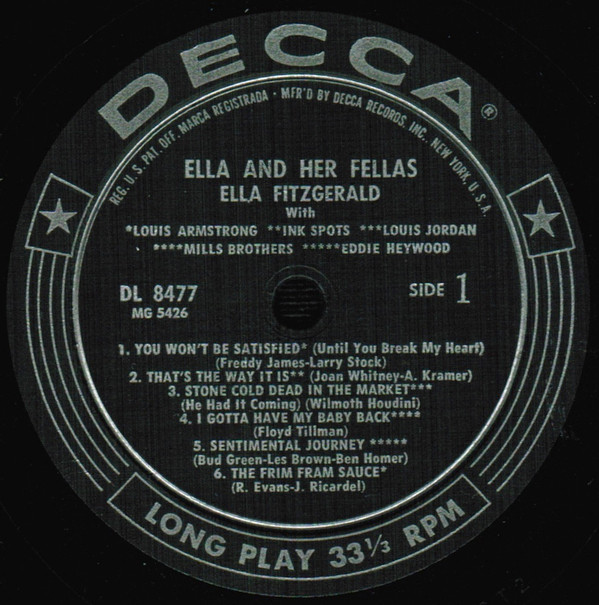 DECCA®
REG. U.S. PAT. OFF. MARCA REGISTRADA • MFR'D BY DECCA RECORDS, INC., NEW YORK, U.S.A.
ELLA AND HER FELLAS
ELLA FITZGERALD
With
*LOUIS ARMSTRONG **INK SPOTS ***LOUIS JORDAN
****MILLS BROTHERS *****EDDIE HEYWOOD
DL 8477
SIDE 1
MG 5426
1. YOU WON'T BE SATISFIED* (Until You Break My Heart)
(Freddy James-Larry Stock)
2. THAT'S THE WAY IT IS** (Joan Whitney-A. Kramer)
3. STONE COLD DEAD IN THE MARKET***
(He Had It Coming) (Wilmoth Houdini)
4. I GOTTA HAVE MY BABY BACK****
(Floyd Tillman)
5. SENTIMENTAL JOURNEY *****
(Bud Green-Les Brown-Ben Homer)
6. THE FRIM FRAM SAUCE*
(R. Evans-J. Ricardel)
LONG PLAY 33⅓ RPM